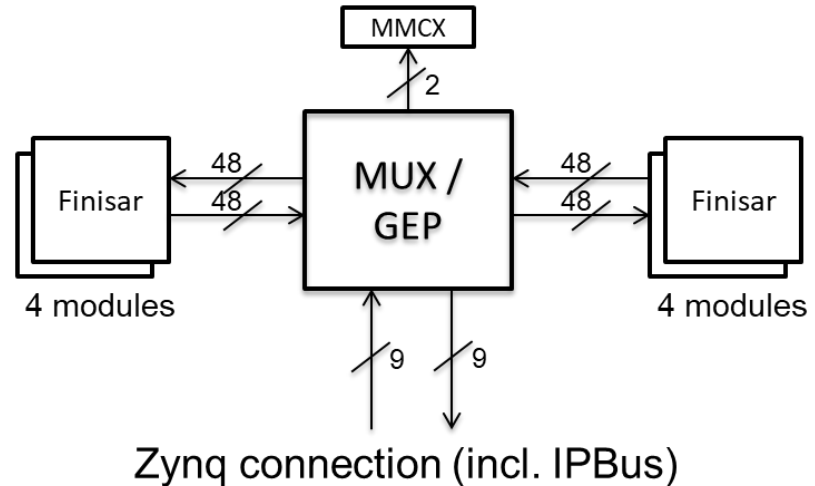 MMCX
2
48
48
Finisar
4 modules
MUX /
GEP
48
48
Finisar
4 modules
9
9
Zynq connection (incl. IPBus)